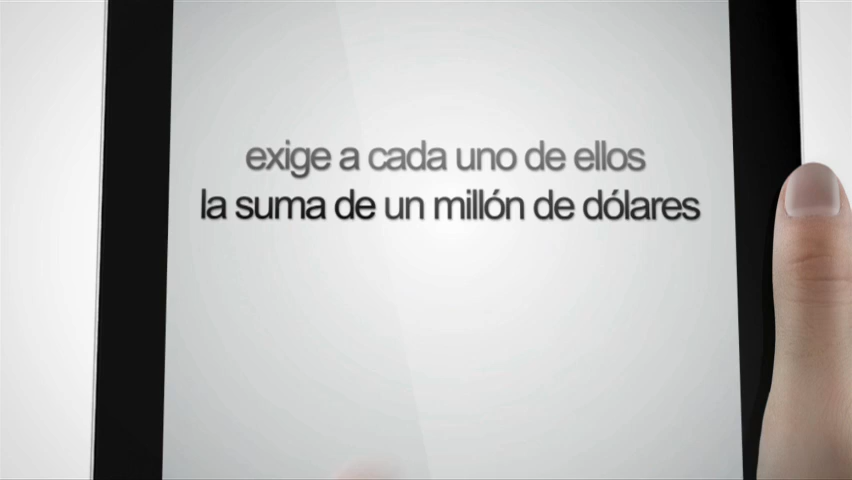 exige a cada uno de ellos
la suma de un millón de dólares